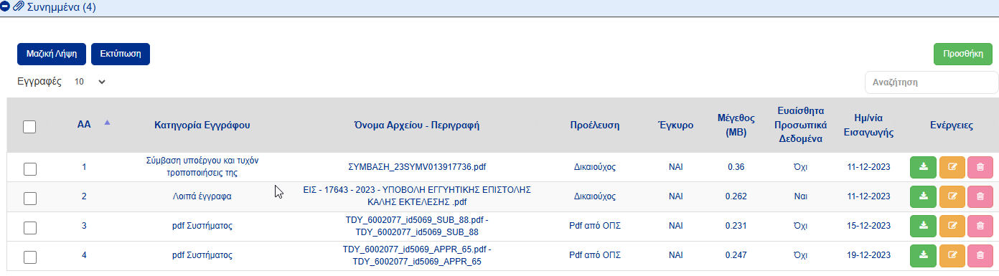 Συνημμένα (4)
Μαζική Λήψη Εκτύπωση Προσθήκη
Εγγραφές 10 Αναζήτηση
ΑΑ Κατηγορία Εγγράφου Όνομα Αρχείου - Περιγραφή Προέλευση Έγκυρο Μέγεθος (MB) Ευαίσθητα Προσωπικά Δεδομένα Ημ/νία Εισαγωγής Ενέργειες
1 Σύμβαση υποέργου και τυχόν τροποποιήσεις της ΣΥΜΒΑΣΗ_23SYMV013917736.pdf Δικαιούχος ΝΑΙ 0.36 Όχι 11-12-2023
2 Λοιπά έγγραφα ΕΙΣ - 17643 - 2023 - ΥΠΟΒΟΛΗ ΕΓΓΥΗΤΙΚΗΣ ΕΠΙΣΤΟΛΗΣ ΚΑΛΗΣ ΕΚΤΕΛΕΣΗΣ .pdf Δικαιούχος ΝΑΙ 0.262 Ναι 11-12-2023
3 pdf Συστήματος TDY_6002077_id5069_SUB_88.pdf - TDY_6002077_id5069_SUB_88 Pdf από ΟΠΣ ΝΑΙ 0.231 Όχι 15-12-2023
4 pdf Συστήματος TDY_6002077_id5069_APPR_65.pdf - TDY_6002077_id5069_APPR_65 Pdf από ΟΠΣ ΝΑΙ 0.247 Όχι 19-12-2023